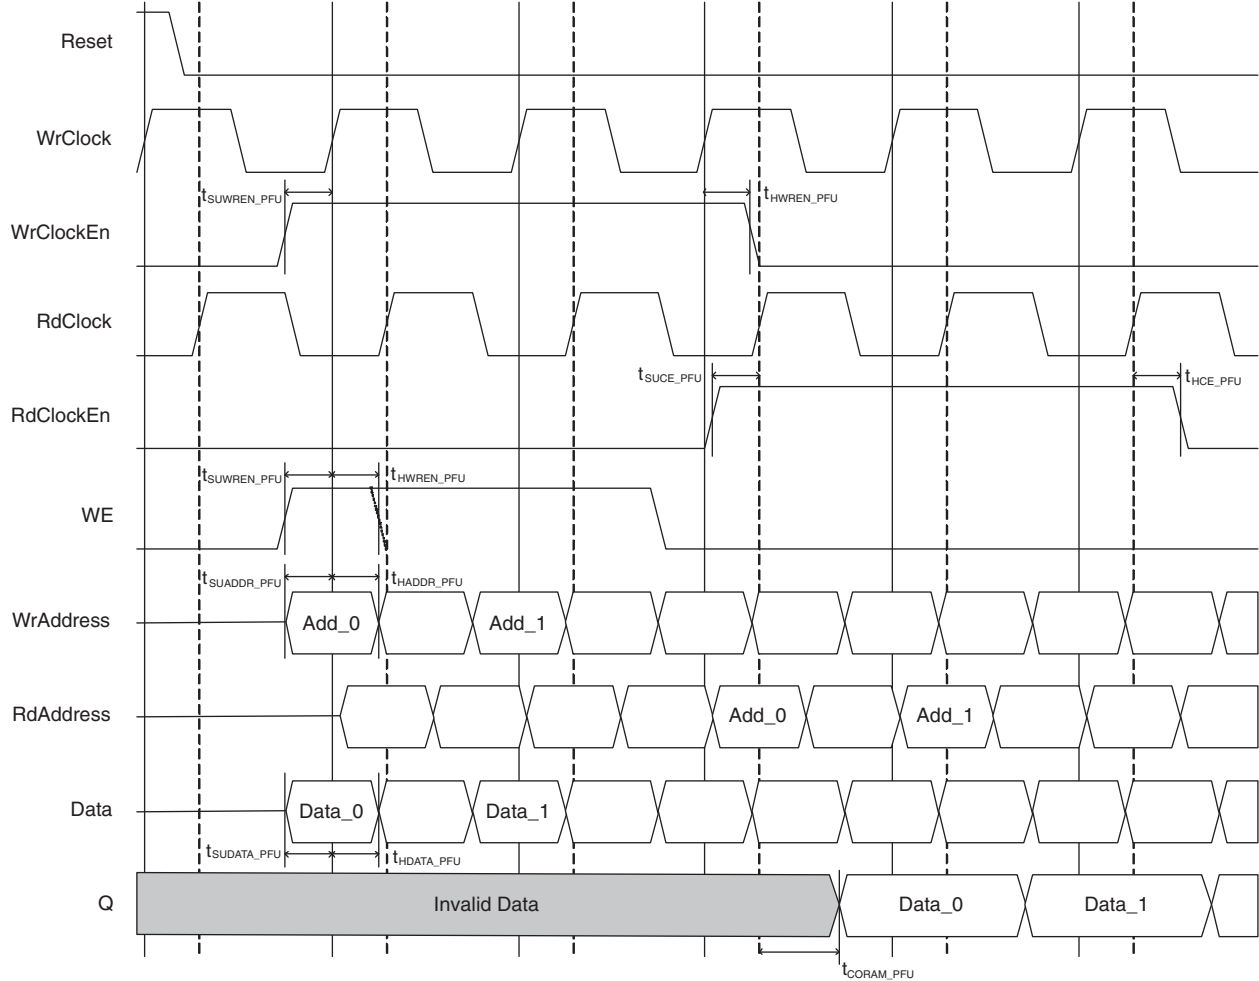 Reset
WrClock
tSUWREN_PFU
tHWREN_PFU
WrClockEn
RdClock
tSUCE_PFU
tHCE_PFU
RdClockEn
tSUWREN_PFU
tHWREN_PFU
WE
tSUADDR_PFU
tHADDR_PFU
WrAddress
Add_0
Add_1
RdAddress
Add_0
Add_1
Data
Data_0
Data_1
tSUDATA_PFU
tHDATA_PFU
Q
Invalid Data
Data_0
Data_1
tCORAM_PFU